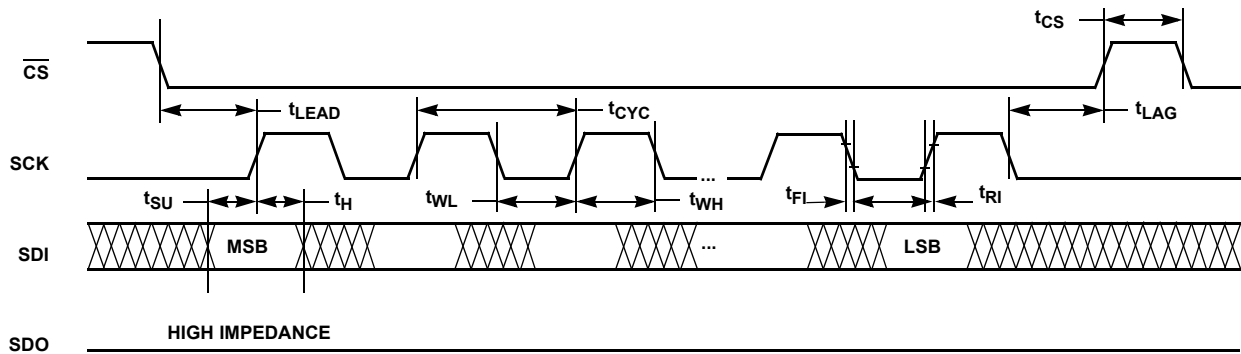 tCS
CS
tLEAD
tCYC
tLAG
SCK
...
tSU
tH
tWL
tWH
tFI
tRI
SDI
MSB
...
LSB
HIGH IMPEDANCE
SDO